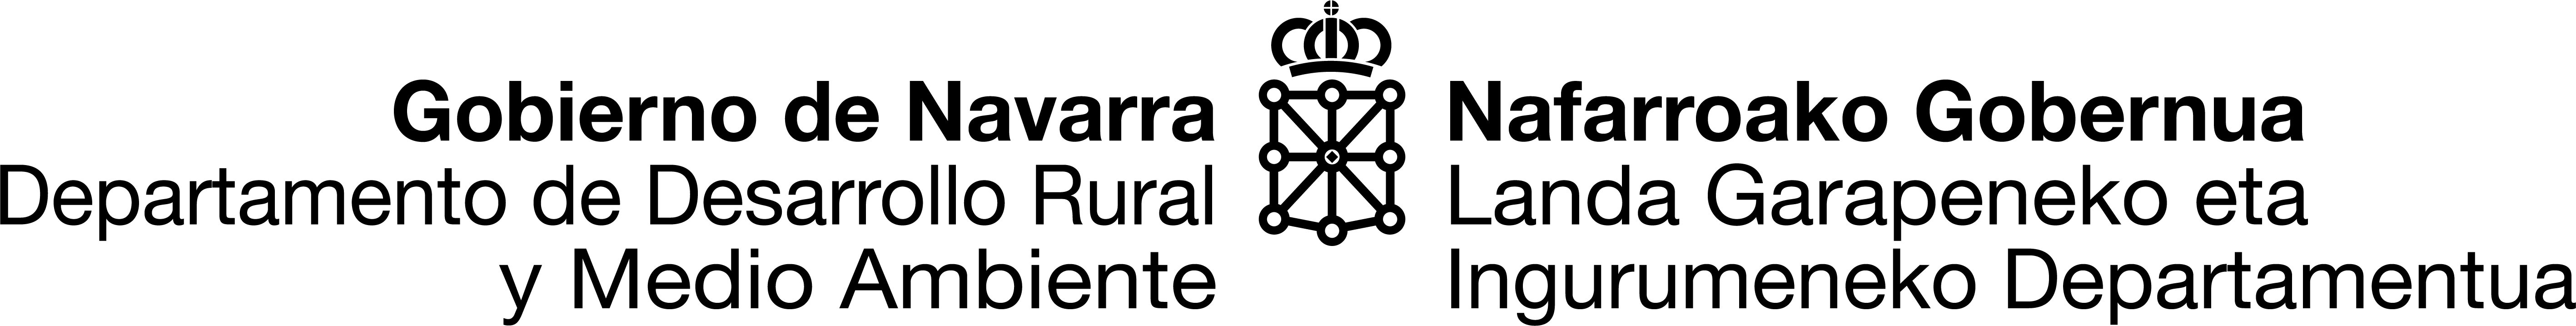 Gobierno de Navarra
Departamento de Desarrollo Rural
y Medio Ambiente
Nafarroako Gobernua
Landa Garapeneko eta
Ingurumeneko Departamentua